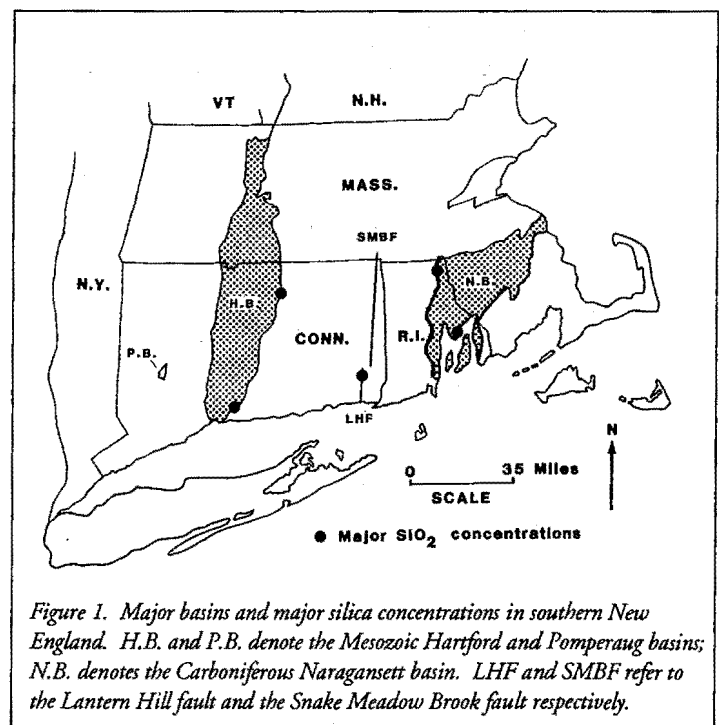 VT
N.H.
MASS.
SMBF
N.Y.
H.B.
N.B.
CONN.
R.I.
P.B.
LHF
N
0 35 Miles
SCALE
● Major SiO₂ concentrations
Figure 1. Major basins and major silica concentrations in southern New
England. H.B. and P.B. denote the Mesozoic Hartford and Pomperaug basins;
N.B. denotes the Carboniferous Naragansett basin. LHF and SMBF refer to
the Lantern Hill fault and the Snake Meadow Brook fault respectively.